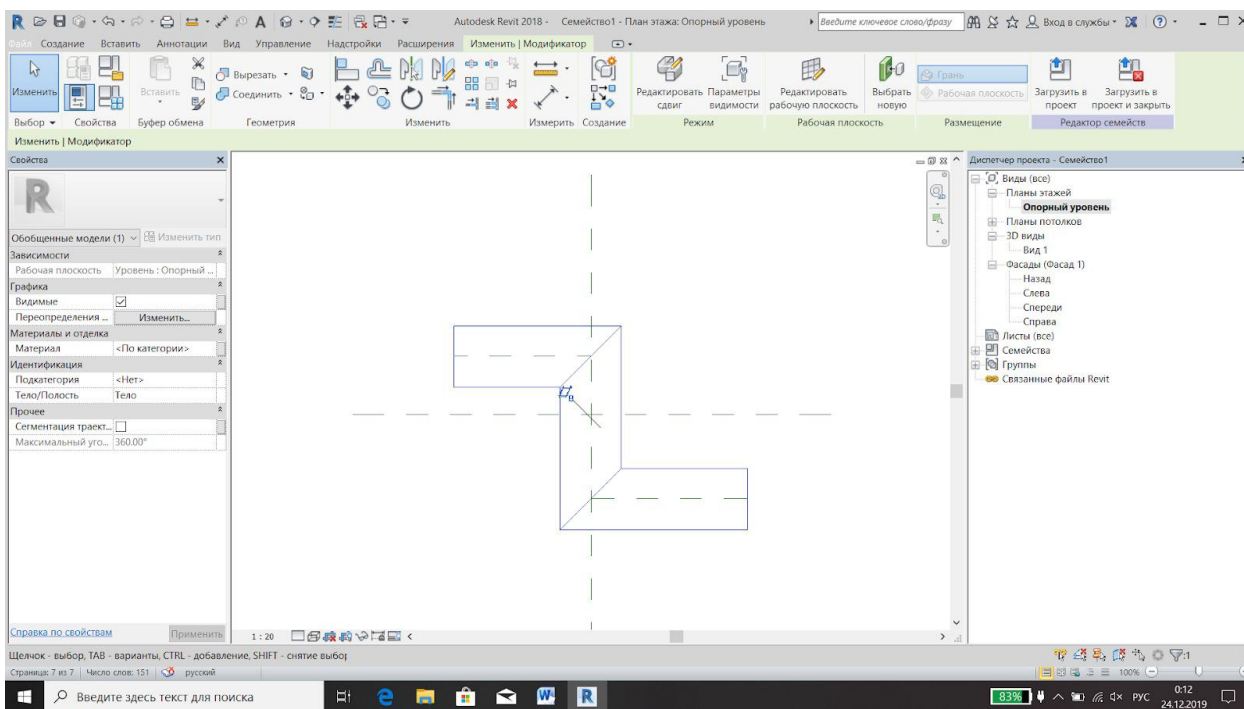 Autodesk Revit 2018 - Семейство1 - План этажа: Опорный уровень
Введите ключевое слово/фразу
Вход в службы
Файл Создание Вставить Аннотации Вид Управление Надстройки Расширения Изменить | Модификатор
Изменить
Вставить
Вырезать
Соединить
Редактировать сдвиг
Параметры видимости
Редактировать рабочую плоскость
Выбрать новую
Грань
Рабочая плоскость
Загрузить в проект
Загрузить в проект и закрыть
Выбор Свойства Буфер обмена Геометрия Изменить Измерить Создание Режим Рабочая плоскость Размещение Редактор семейств
Изменить | Модификатор
Свойства
R
Обобщенные модели (1) Изменить тип
Зависимости
Рабочая плоскость Уровень : Опорный ...
Графика
Видимые
Переопределения ... Изменить...
Материалы и отделка
Материал <По категории>
Идентификация
Подкатегория <Нет>
Тело/Полость Тело
Прочее
Сегментация траект...
Максимальный уго... 360.00°
Справка по свойствам Применить
1 : 20
Диспетчер проекта - Семейство1
Виды (все)
Планы этажей
Опорный уровень
Планы потолков
3D виды
Вид 1
Фасады (Фасад 1)
Назад
Слева
Спереди
Справа
Листы (все)
Семейства
Группы
Связанные файлы Revit
Щелчок - выбор, TAB - варианты, CTRL - добавление, SHIFT - снятие выбор
:1
Страница: 7 из 7 Число слов: 151 русский
100%
Введите здесь текст для поиска
83%
РУС
0:12
24.12.2019